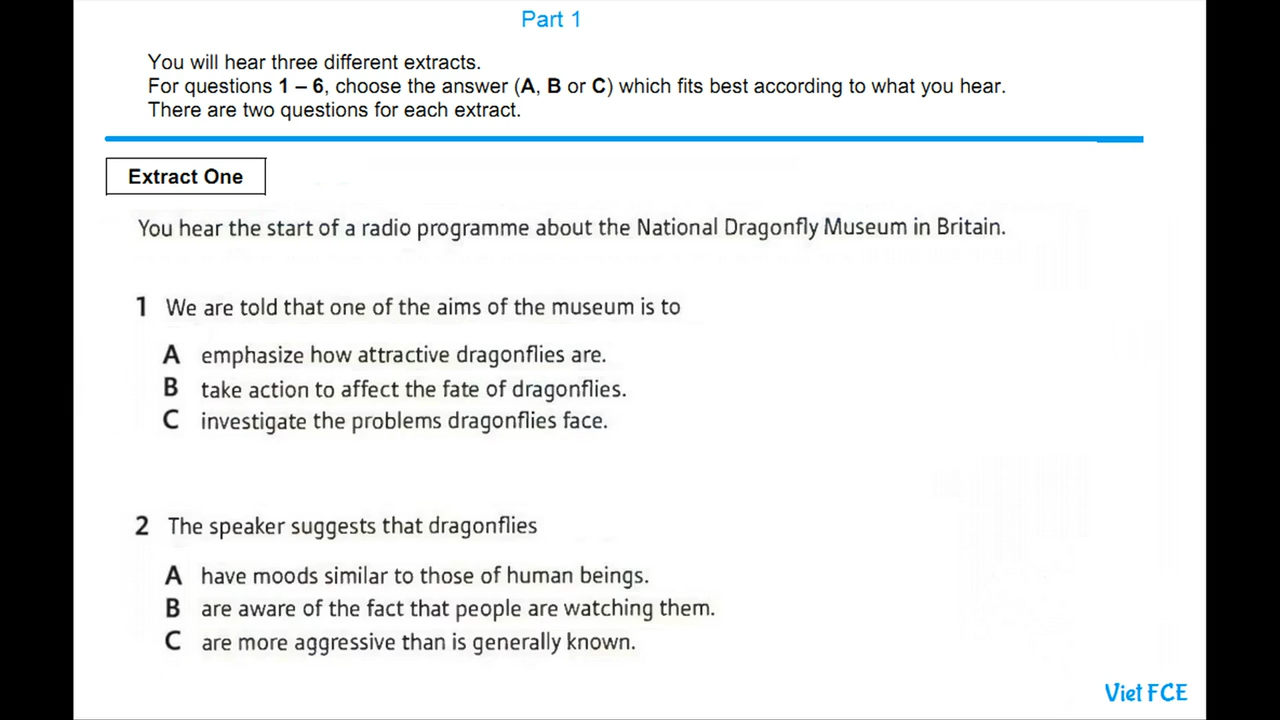 Part 1
You will hear three different extracts.
For questions 1 – 6, choose the answer (A, B or C) which fits best according to what you hear.
There are two questions for each extract.
Extract One
You hear the start of a radio programme about the National Dragonfly Museum in Britain.
1 We are told that one of the aims of the museum is to
A emphasize how attractive dragonflies are.
B take action to affect the fate of dragonflies.
C investigate the problems dragonflies face.
2 The speaker suggests that dragonflies
A have moods similar to those of human beings.
B are aware of the fact that people are watching them.
C are more aggressive than is generally known.
Viet FCE